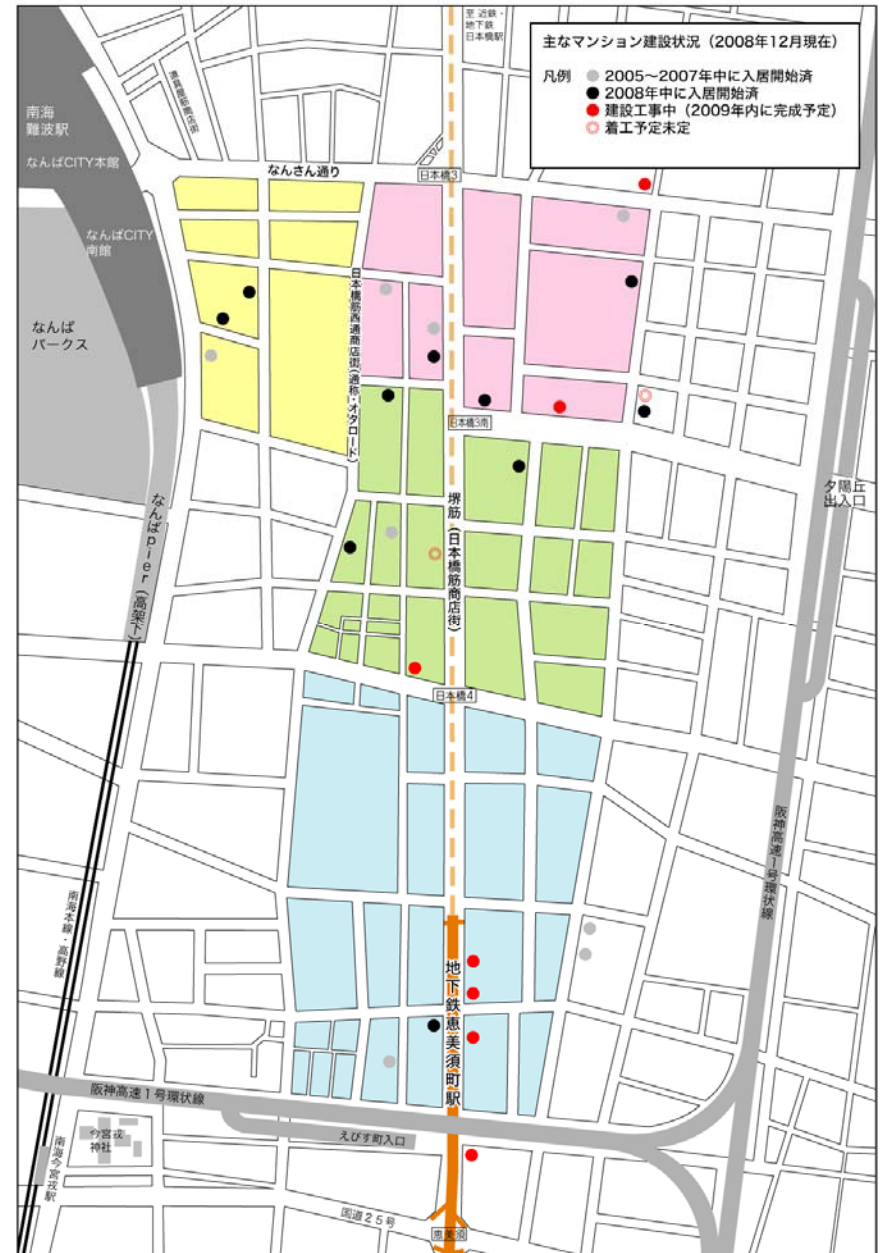 至 近鉄・
地下鉄
日本橋駅
主なマンション建設状況（2008年12月現在）
凡例
2005～2007年中に入居開始済
2008年中に入居開始済
建設工事中（2009年内に完成予定）
着工予定未定
道具屋筋商店街
南海
難波駅
なんばCITY本館
なんさん通り
日本橋3
なんばCITY
南館
なんば
パークス
日本橋筋西通商店街（通称・オタロード）
日本橋3南
夕陽丘
出入口
なんばpier（高架下）
堺筋（日本橋筋商店街）
日本橋4
阪神高速1号環状線
南海本線・高野線
地下鉄恵美須町駅
阪神高速1号環状線
えびす町入口
今宮戎
神社
南海今宮戎駅
国道25号
恵美須